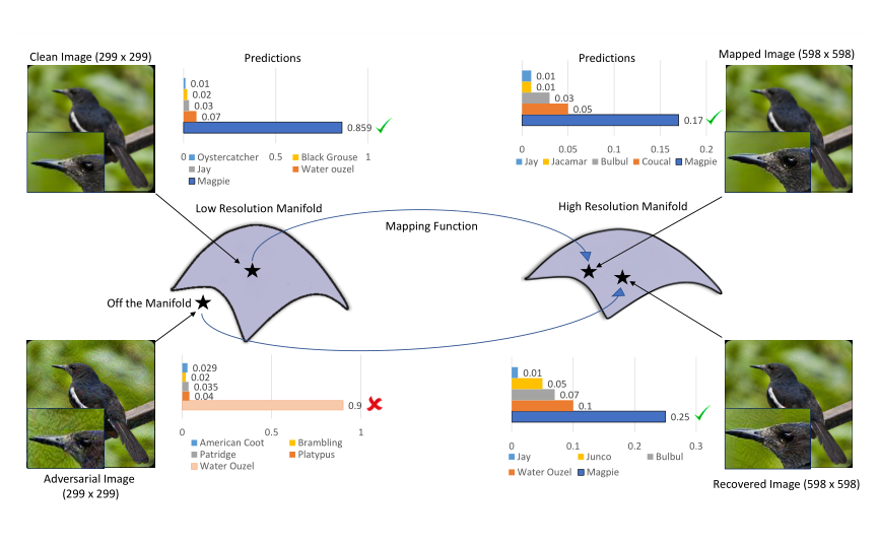 Clean Image (299 x 299)
Predictions
0.01
0.02
0.03
0.07
0.859
0 0.5 1
Oystercatcher Black Grouse
Jay Water ouzel
Magpie
Predictions
Mapped Image (598 x 598)
0.01
0.01
0.03
0.05
0.17
0 0.05 0.1 0.15 0.2
Jay Jacamar Bulbul Coucal Magpie
Low Resolution Manifold
Mapping Function
High Resolution Manifold
Off the Manifold
0.029
0.02
0.035
0.04
0.9
0 0.5 1
American Coot Brambling
Patridge Platypus
Water Ouzel
Adversarial Image
(299 x 299)
0.01
0.05
0.07
0.1
0.25
0 0.1 0.2 0.3
Jay Junco Bulbul
Water Ouzel Magpie
Recovered Image (598 x 598)